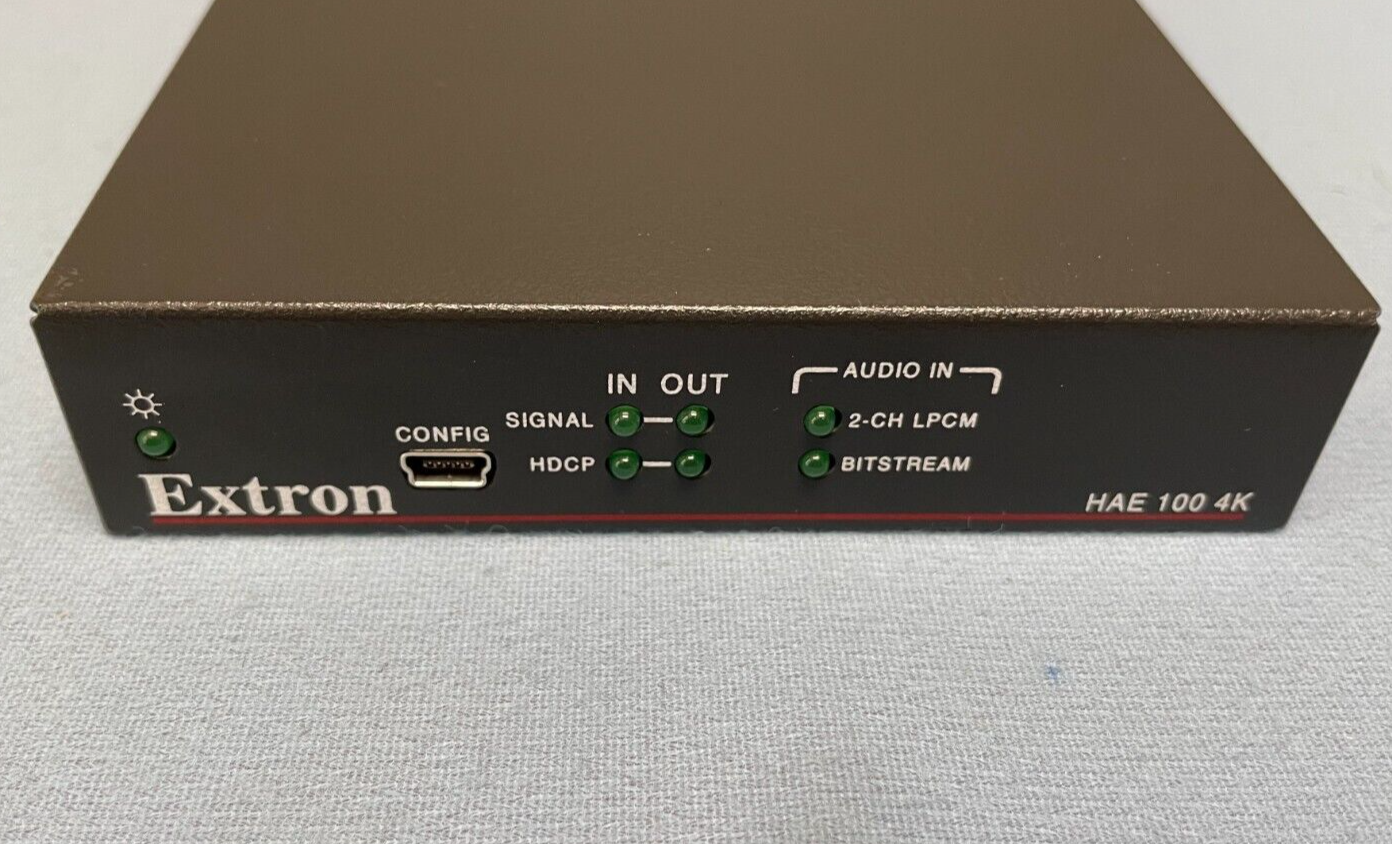 IN OUT
AUDIO IN
SIGNAL
2-CH LPCM
CONFIG
HDCP
BITSTREAM
Extron
HAE 100 4K